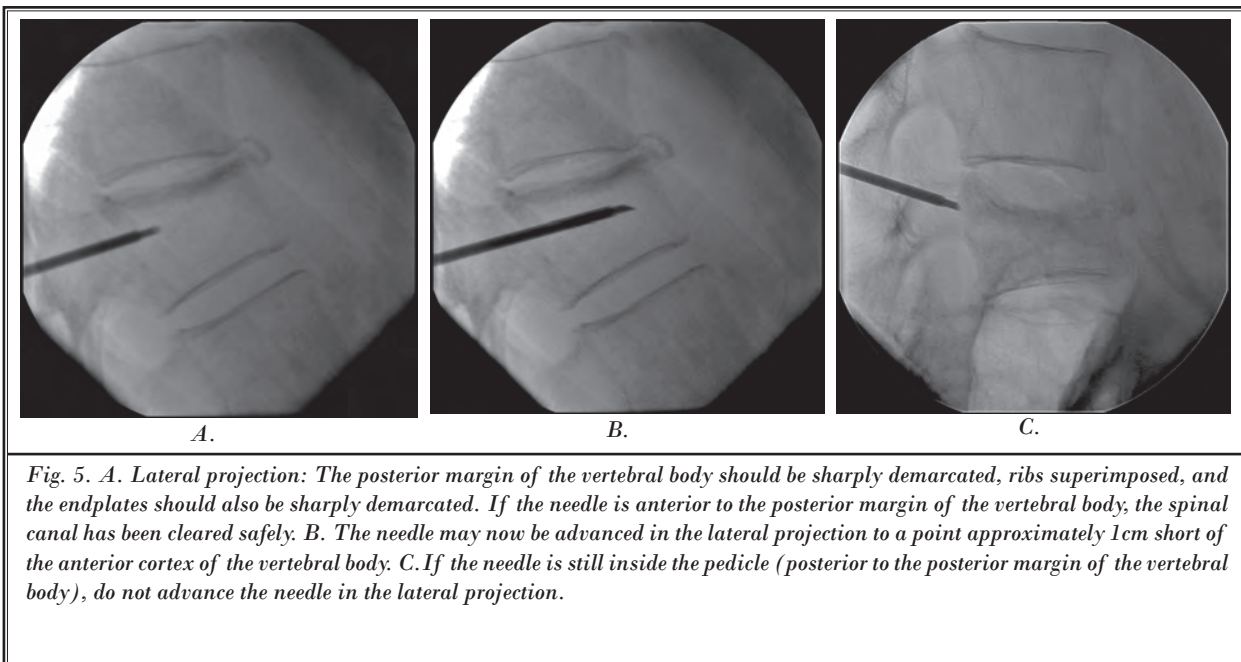 A.
B.
C.
Fig. 5. A. Lateral projection: The posterior margin of the vertebral body should be sharply demarcated, ribs superimposed, and
the endplates should also be sharply demarcated. If the needle is anterior to the posterior margin of the vertebral body, the spinal
canal has been cleared safely. B. The needle may now be advanced in the lateral projection to a point approximately 1cm short of
the anterior cortex of the vertebral body. C.If the needle is still inside the pedicle (posterior to the posterior margin of the vertebral
body), do not advance the needle in the lateral projection.